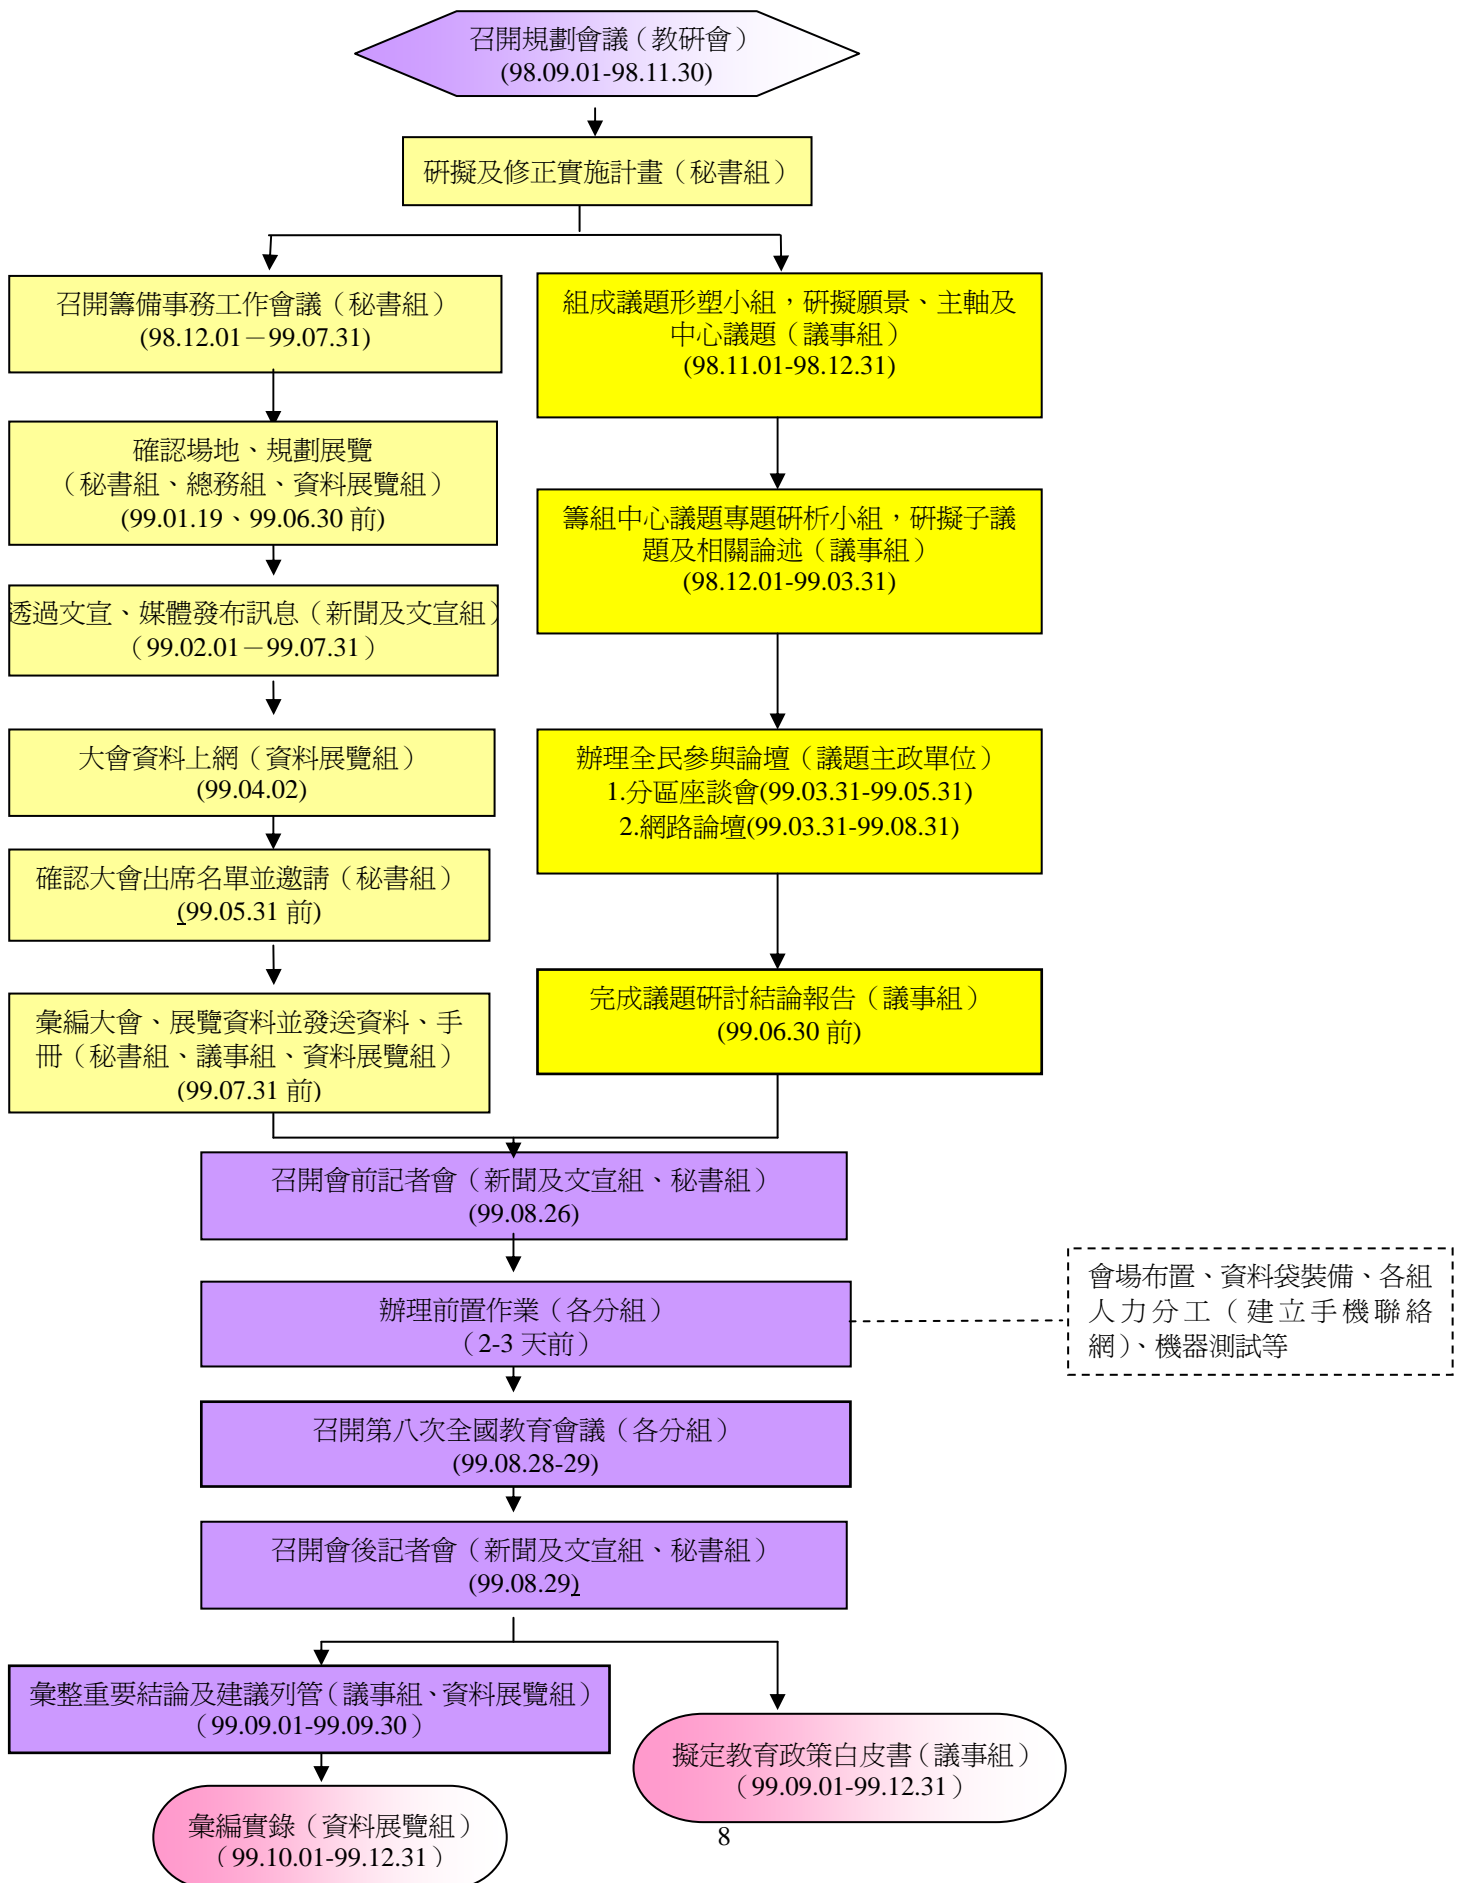 召開規劃會議（教研會）
(98.09.01-98.11.30)
研擬及修正實施計畫（秘書組）
召開籌備事務工作會議（秘書組）
(98.12.01－99.07.31)
確認場地、規劃展覽
（秘書組、總務組、資料展覽組）
(99.01.19、99.06.30 前)
透過文宣、媒體發布訊息（新聞及文宣組）
（99.02.01－99.07.31）
大會資料上網（資料展覽組）
(99.04.02)
確認大會出席名單並邀請（秘書組）
(99.05.31 前)
彙編大會、展覽資料並發送資料、手
冊（秘書組、議事組、資料展覽組）
(99.07.31 前)
組成議題形塑小組，研擬願景、主軸及
中心議題（議事組）
(98.11.01-98.12.31)
籌組中心議題專題研析小組，研擬子議
題及相關論述（議事組）
(98.12.01-99.03.31)
辦理全民參與論壇（議題主政單位）
1.分區座談會(99.03.31-99.05.31)
2.網路論壇(99.03.31-99.08.31)
完成議題研討結論報告（議事組）
(99.06.30 前)
召開會前記者會（新聞及文宣組、秘書組）
(99.08.26)
辦理前置作業（各分組）
（2-3 天前）
會場布置、資料袋裝備、各組
人力分工（建立手機聯絡
網）、機器測試等
召開第八次全國教育會議（各分組）
(99.08.28-29)
召開會後記者會（新聞及文宣組、秘書組）
(99.08.29)
彙整重要結論及建議列管（議事組、資料展覽組）
（99.09.01-99.09.30）
擬定教育政策白皮書（議事組）
（99.09.01-99.12.31）
彙編實錄（資料展覽組）
（99.10.01-99.12.31）
8